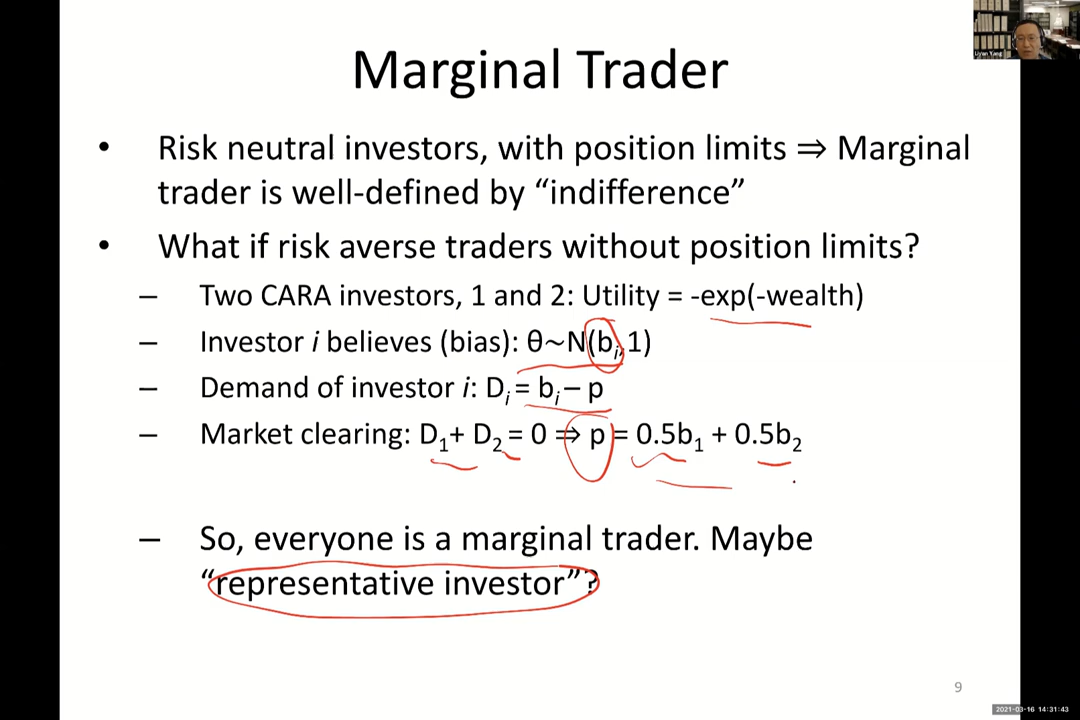 Marginal Trader
Liyan Yang
• Risk neutral investors, with position limits ⇒ Marginal
trader is well-defined by “indifference”
• What if risk averse traders without position limits?
– Two CARA investors, 1 and 2: Utility = -exp(-wealth)
– Investor i believes (bias): θ~N(bᵢ,1)
– Demand of investor i: Dᵢ = bᵢ – p
– Market clearing: D₁+ D₂ = 0 ⇒ p = 0.5b₁ + 0.5b₂
– So, everyone is a marginal trader. Maybe
“representative investor”?
9
2021-03-16 14:31:43